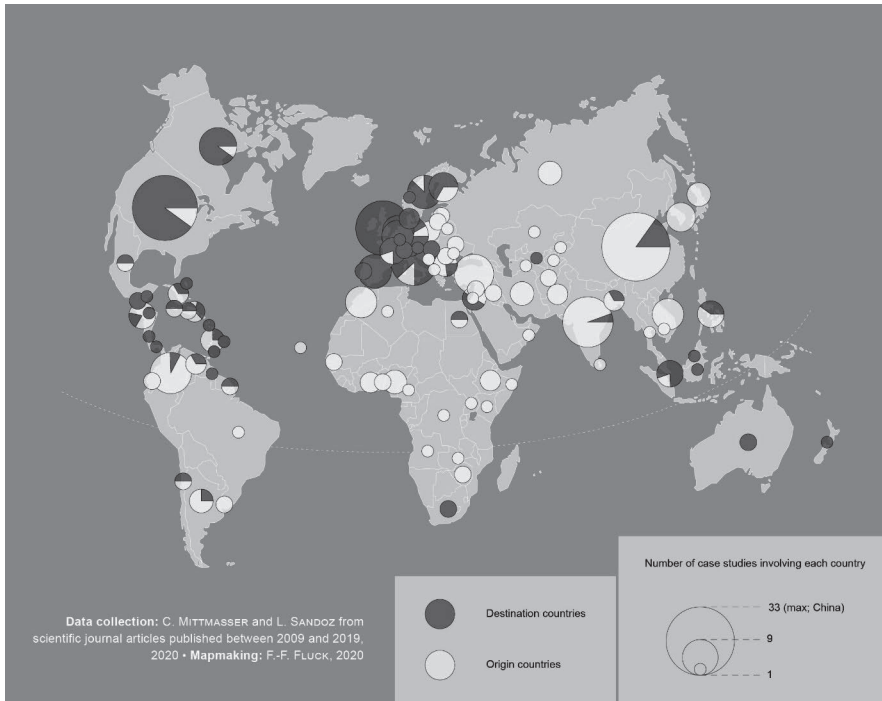 Data collection: C. MITTMASSER and L. SANDOZ from
scientific journal articles published between 2009 and 2019,
2020 • Mapmaking: F.-F. FLUCK, 2020
Destination countries
Origin countries
Number of case studies involving each country
33 (max; China)
9
1